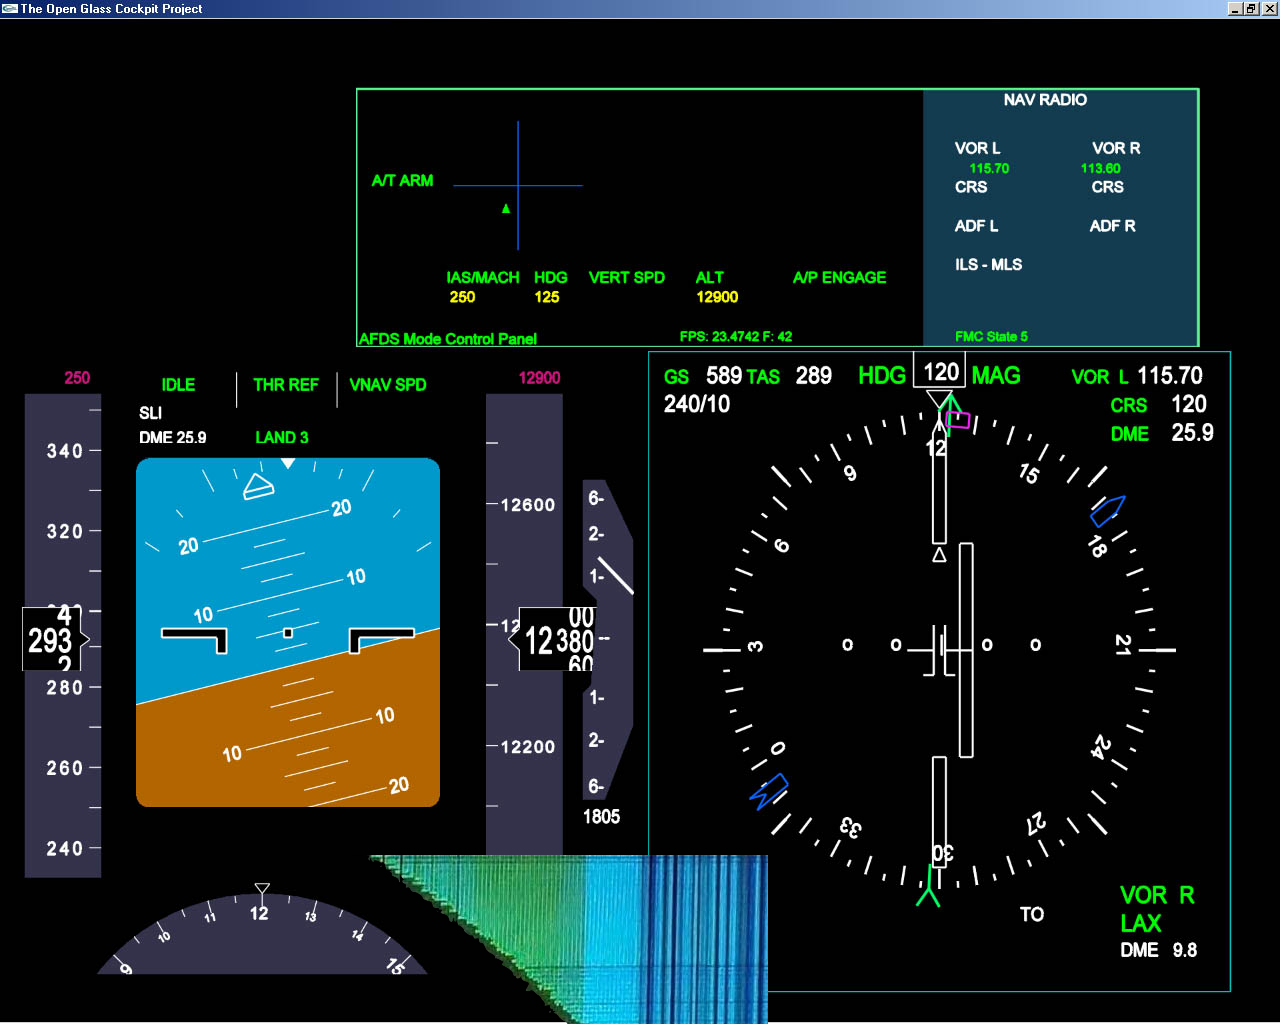 The Open Glass Cockpit Project
NAV RADIO
VOR L VOR R
115.70 113.60
CRS CRS
ADF L ADF R
ILS - MLS
FMC State 5
A/T ARM
IAS/MACH HDG VERT SPD ALT A/P ENGAGE
250 125 12900
AFDS Mode Control Panel FPS: 23.4742 F: 42
250 IDLE THR REF VNAV SPD 12900
SLI
DME 25.9 LAND 3
340
320
280
260
240
4
293
2
20 20
10 10
10 10
20
12600
12200
00
12 380
60
6-
2-
1-
--
1-
2-
6-
1805
9 10 11 12 13 14 15
GS 589 TAS 289 HDG 120 MAG VOR L 115.70
240/10 CRS 120
DME 25.9
12 15 18 21 24 27 30 33 0 3 6 9
TO
VOR R
LAX
DME 9.8